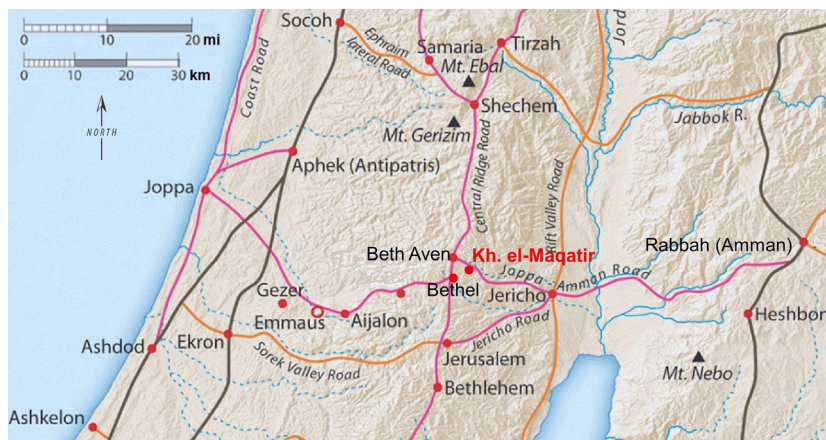 0
10
20 mi
0
10
20
30 km
NORTH
Coast Road
Socoh
Ephraim
lateral Road
Samaria
Mt. Ebal
Tirzah
Jord
Shechem
Mt. Gerizim
Jabbok R.
Aphek (Antipatris)
Joppa
Central Ridge Road
Rift Valley Road
Beth Aven
Kh. el-Maqatir
Rabbah (Amman)
Joppa - Amman Road
Bethel
Jericho
Gezer
Emmaus
Aijalon
Heshbon
Ashdod
Ekron
Jericho Road
Sorek Valley Road
Jerusalem
Mt. Nebo
Bethlehem
Ashkelon